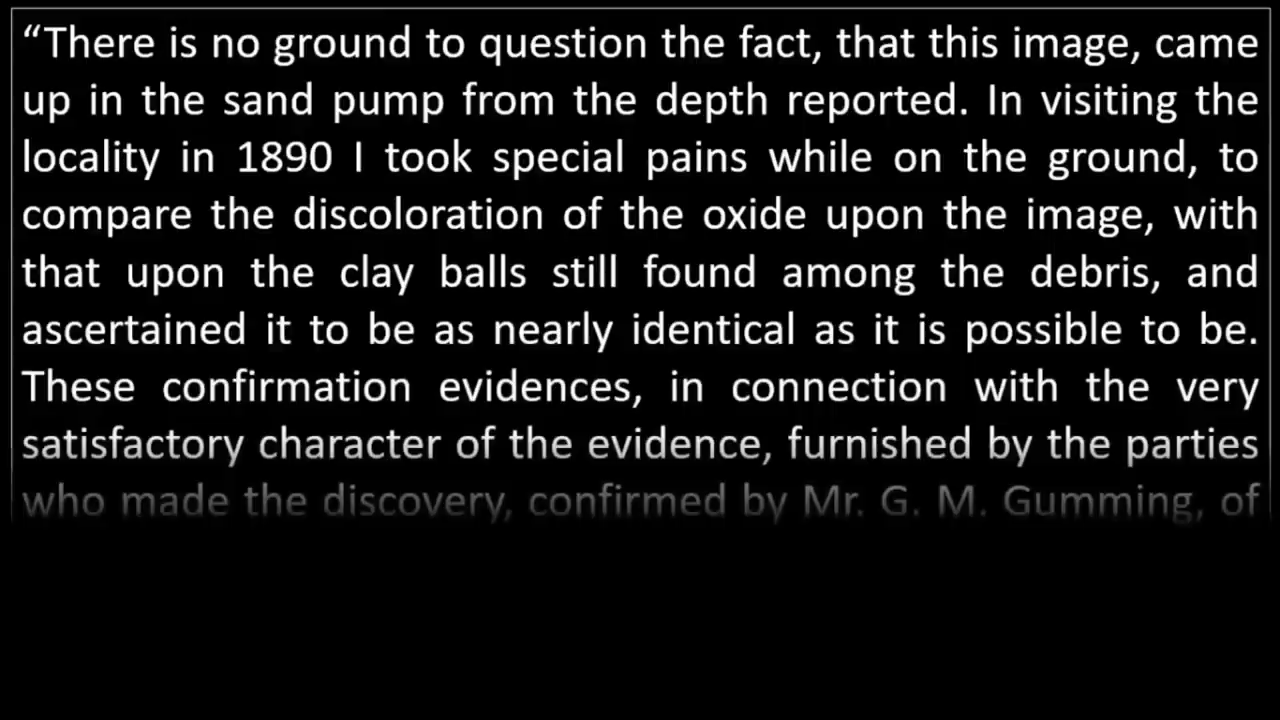 “There is no ground to question the fact, that this image, came
up in the sand pump from the depth reported. In visiting the
locality in 1890 I took special pains while on the ground, to
compare the discoloration of the oxide upon the image, with
that upon the clay balls still found among the debris, and
ascertained it to be as nearly identical as it is possible to be.
These confirmation evidences, in connection with the very
satisfactory character of the evidence, furnished by the parties
who made the discovery, confirmed by Mr. G. M. Gumming, of